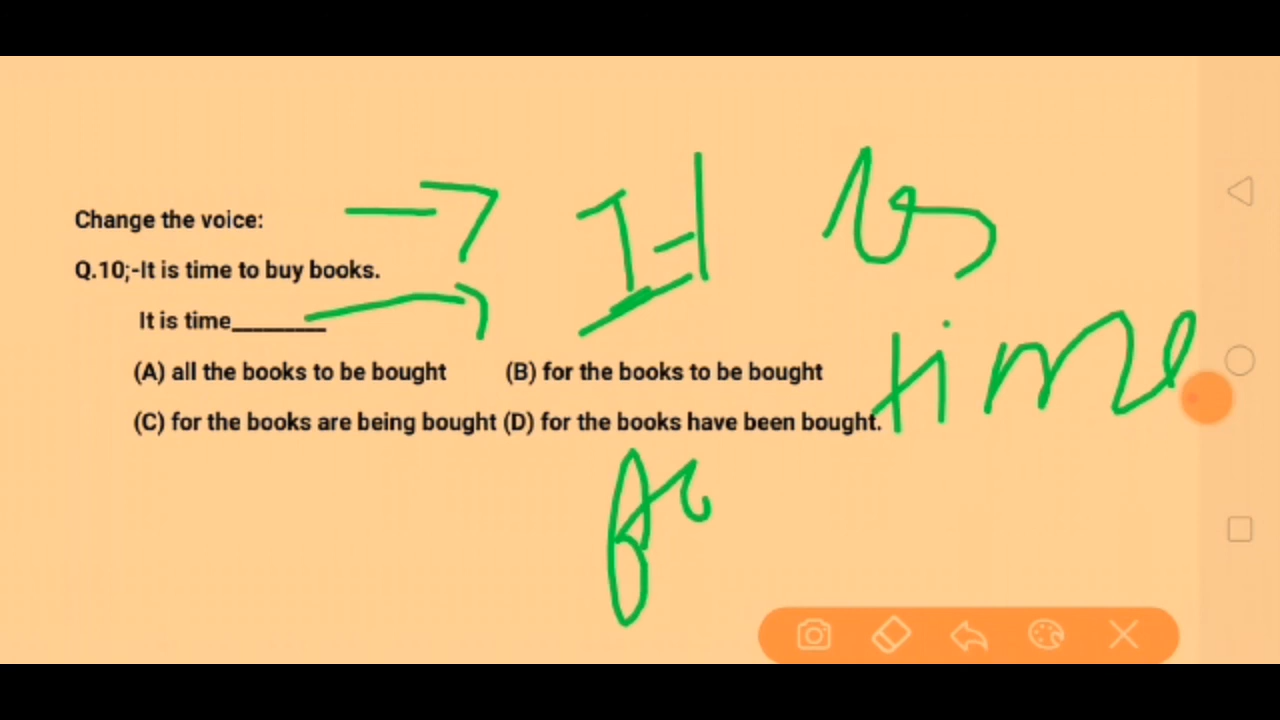 Change the voice:
Q.10;-It is time to buy books.
It is time_________
(A) all the books to be bought (B) for the books to be bought
(C) for the books are being bought (D) for the books have been bought.
It is
time